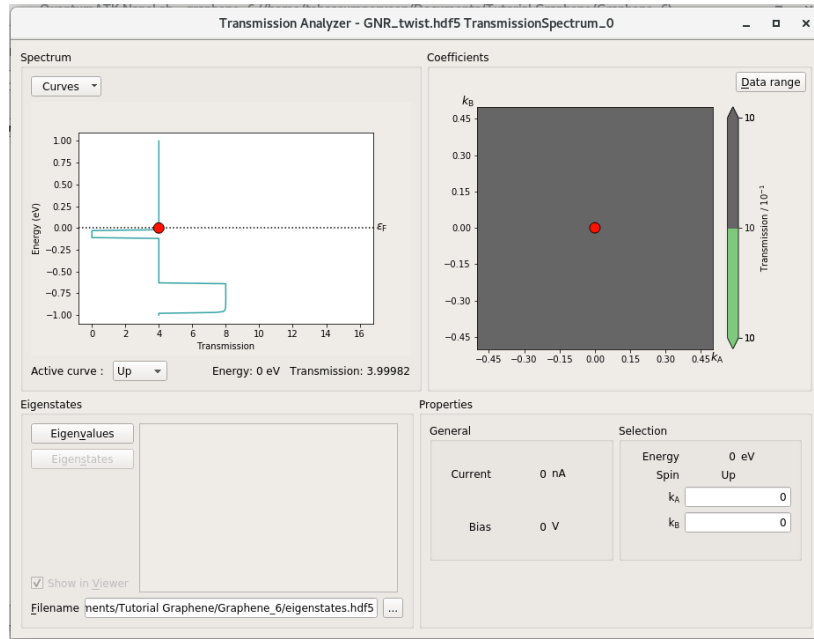 Transmission Analyzer - GNR_twist.hdf5 TransmissionSpectrum_0
Spectrum
Curves
1.00
0.75
0.50
0.25
0.00
−0.25
−0.50
−0.75
−1.00
Energy (eV)
εF
0 2 4 6 8 10 12 14 16
Transmission
Active curve : Up Energy: 0 eV Transmission: 3.99982
Coefficients
Data range
kB
0.45
0.30
0.15
0.00
−0.15
−0.30
−0.45
−0.45 −0.30 −0.15 0.00 0.15 0.30 0.45 kA
10
10
10
Transmission / 10⁻¹
Eigenstates
Eigenvalues
Eigenstates
Show in Viewer
Filename ments/Tutorial Graphene/Graphene_6/eigenstates.hdf5 ...
Properties
General
Current 0 nA
Bias 0 V
Selection
Energy 0 eV
Spin Up
kA 0
kB 0